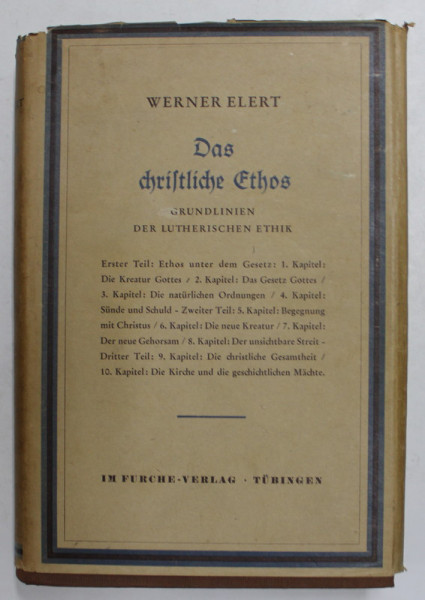 WERNER ELERT
Das
christliche Ethos
GRUNDLINIEN
DER LUTHERISCHEN ETHIK
Erster Teil: Ethos unter dem Gesetz: 1. Kapitel:
Die Kreatur Gottes / 2. Kapitel: Das Gesetz Gottes /
3. Kapitel: Die natürlichen Ordnungen / 4. Kapitel:
Sünde und Schuld - Zweiter Teil: 5. Kapitel: Begegnung
mit Christus / 6. Kapitel: Die neue Kreatur / 7. Kapitel:
Der neue Gehorsam / 8. Kapitel: Der unsichtbare Streit -
Dritter Teil: 9. Kapitel: Die christliche Gesamtheit /
10. Kapitel: Die Kirche und die geschichtlichen Mächte.
IM FURCHE-VERLAG · TÜBINGEN